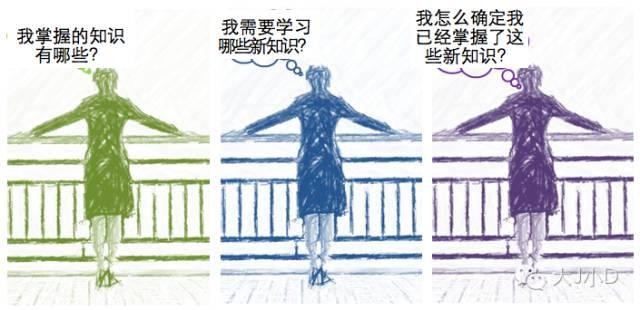 我掌握的知识
有哪些?
我需要学习
哪些新知识?
我怎么确定我
已经掌握了这
些新知识?
大J小D